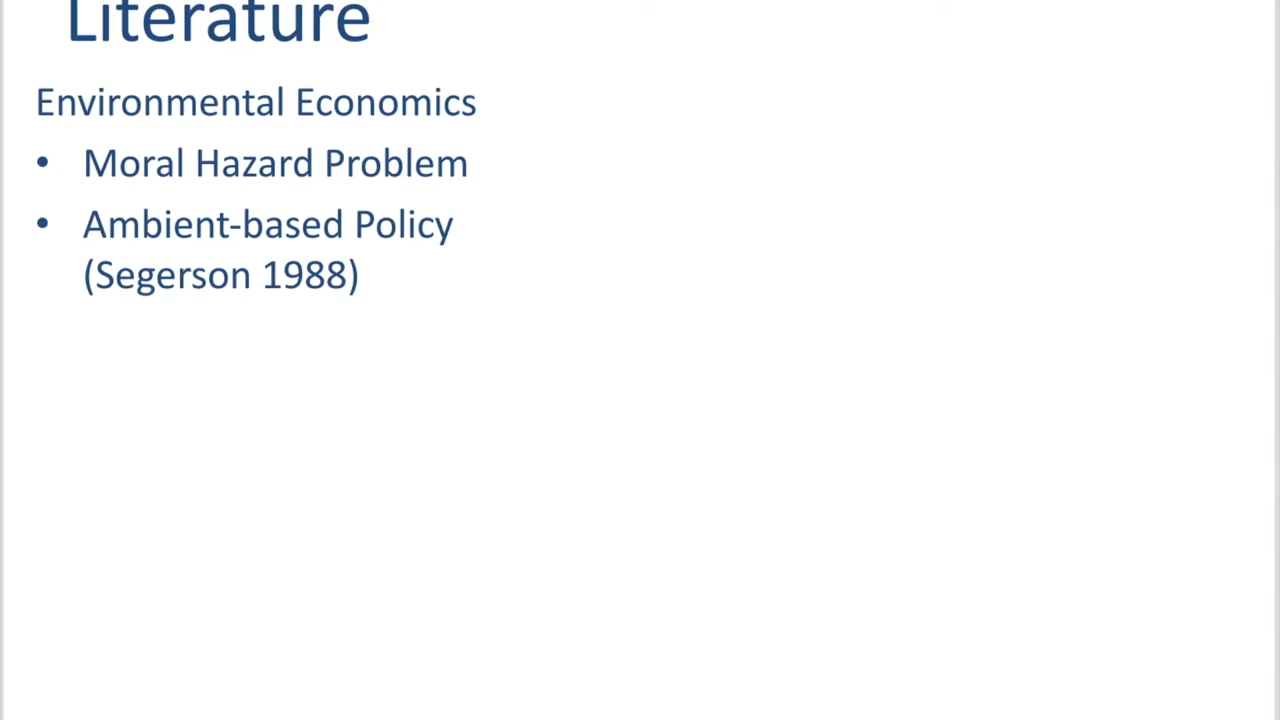 Literature
Environmental Economics
• Moral Hazard Problem
• Ambient-based Policy
(Segerson 1988)